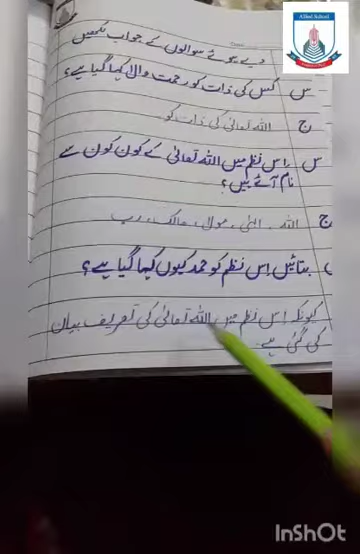 Allied School
دیے ہوئے سوالوں کے جواب لکھیں
س کس کی ذات کو رحمت والا کہا گیا ہے؟
ج اللہ تعالیٰ کی ذات کو
س اِس نظم میں اللہ تعالیٰ کے کون کون سے
نام آئے ہیں؟
ج اللہ ، الٰہی ، مولا ، مالک ، رب
بتائیں اِس نظم کو حمد کیوں کہا گیا ہے؟
کیونکہ اس نظم میں اللہ تعالیٰ کی تعریف بیان
کی گئی ہے۔
InShOt